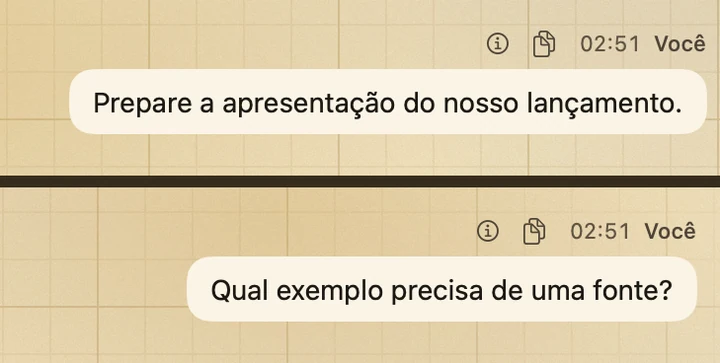 02:51 Você
Prepare a apresentação do nosso lançamento.
02:51 Você
Qual exemplo precisa de uma fonte?